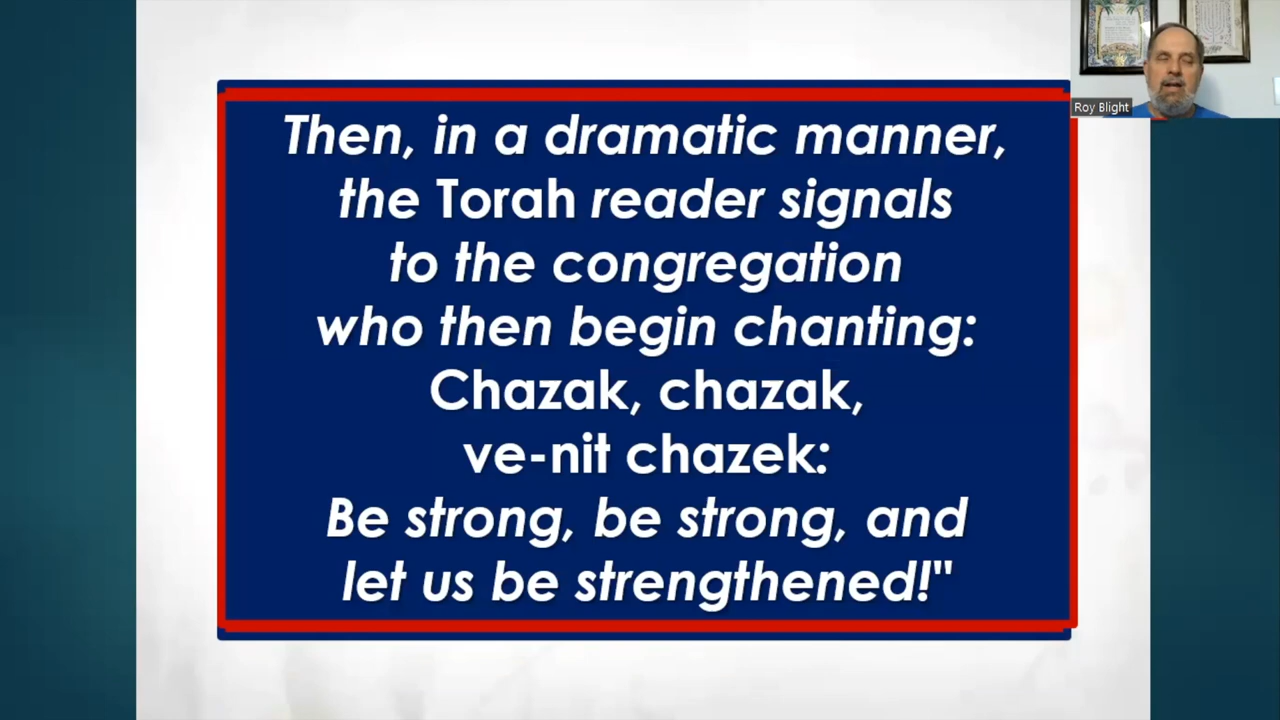 Then, in a dramatic manner,
the Torah reader signals
to the congregation
who then begin chanting:
Chazak, chazak,
ve-nit chazek:
Be strong, be strong, and
let us be strengthened!"
Roy Blight